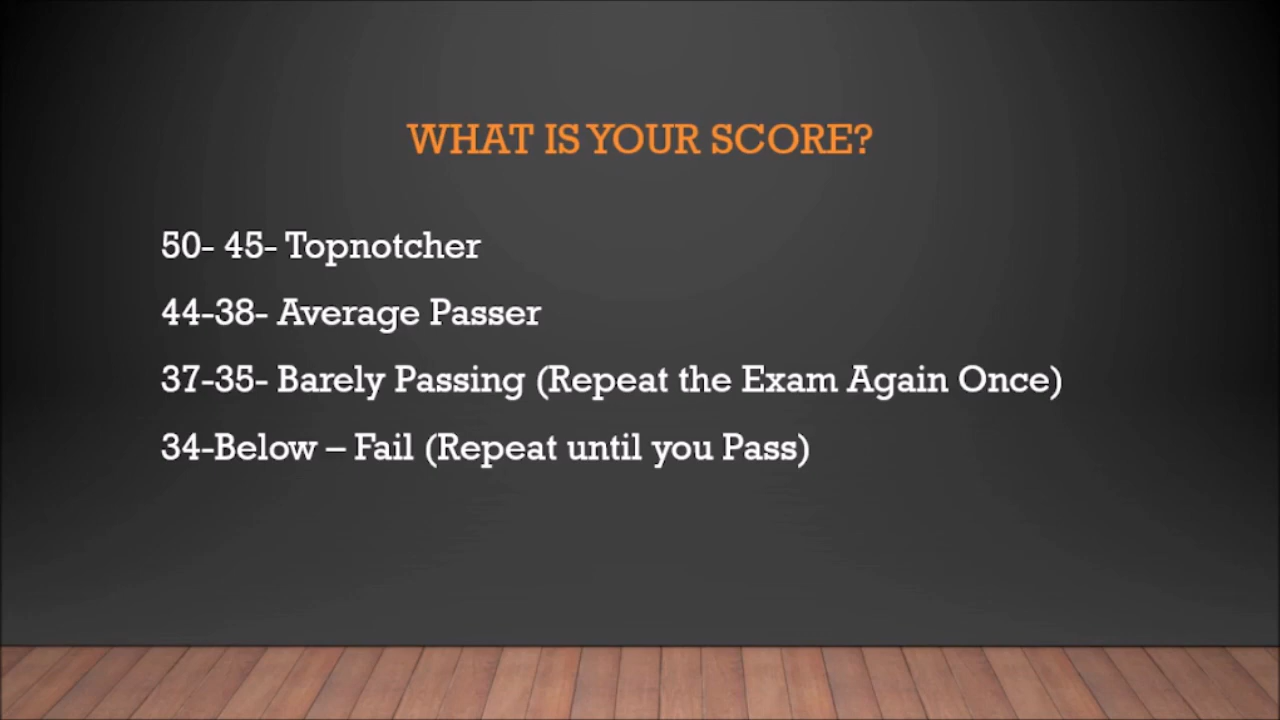 WHAT IS YOUR SCORE?
50- 45- Topnotcher
44-38- Average Passer
37-35- Barely Passing (Repeat the Exam Again Once)
34-Below – Fail (Repeat until you Pass)